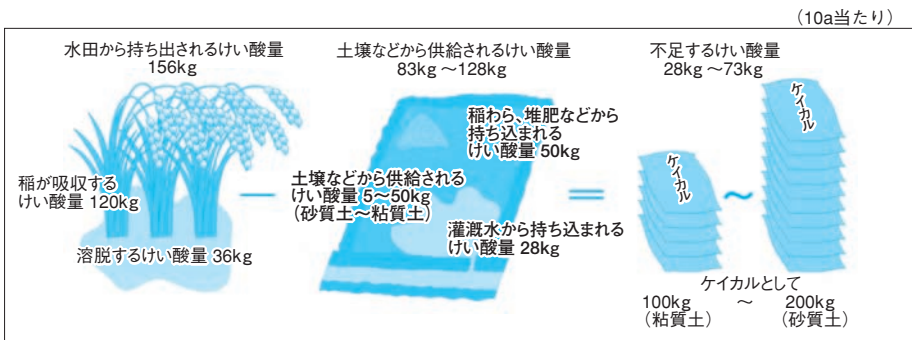 （10a当たり）
水田から持ち出されるけい酸量
156kg
稲が吸収する
けい酸量 120kg
溶脱するけい酸量 36kg
−
土壌などから供給されるけい酸量
83kg ～128kg
稲わら、堆肥などから
持ち込まれる
けい酸量 50kg
土壌などから供給される
けい酸量 5～50kg
（砂質土～粘質土）
灌漑水から持ち込まれる
けい酸量 28kg
＝
不足するけい酸量
28kg ～73kg
ケイカル
～
ケイカル
ケイカルとして
100kg ～ 200kg
（粘質土） （砂質土）